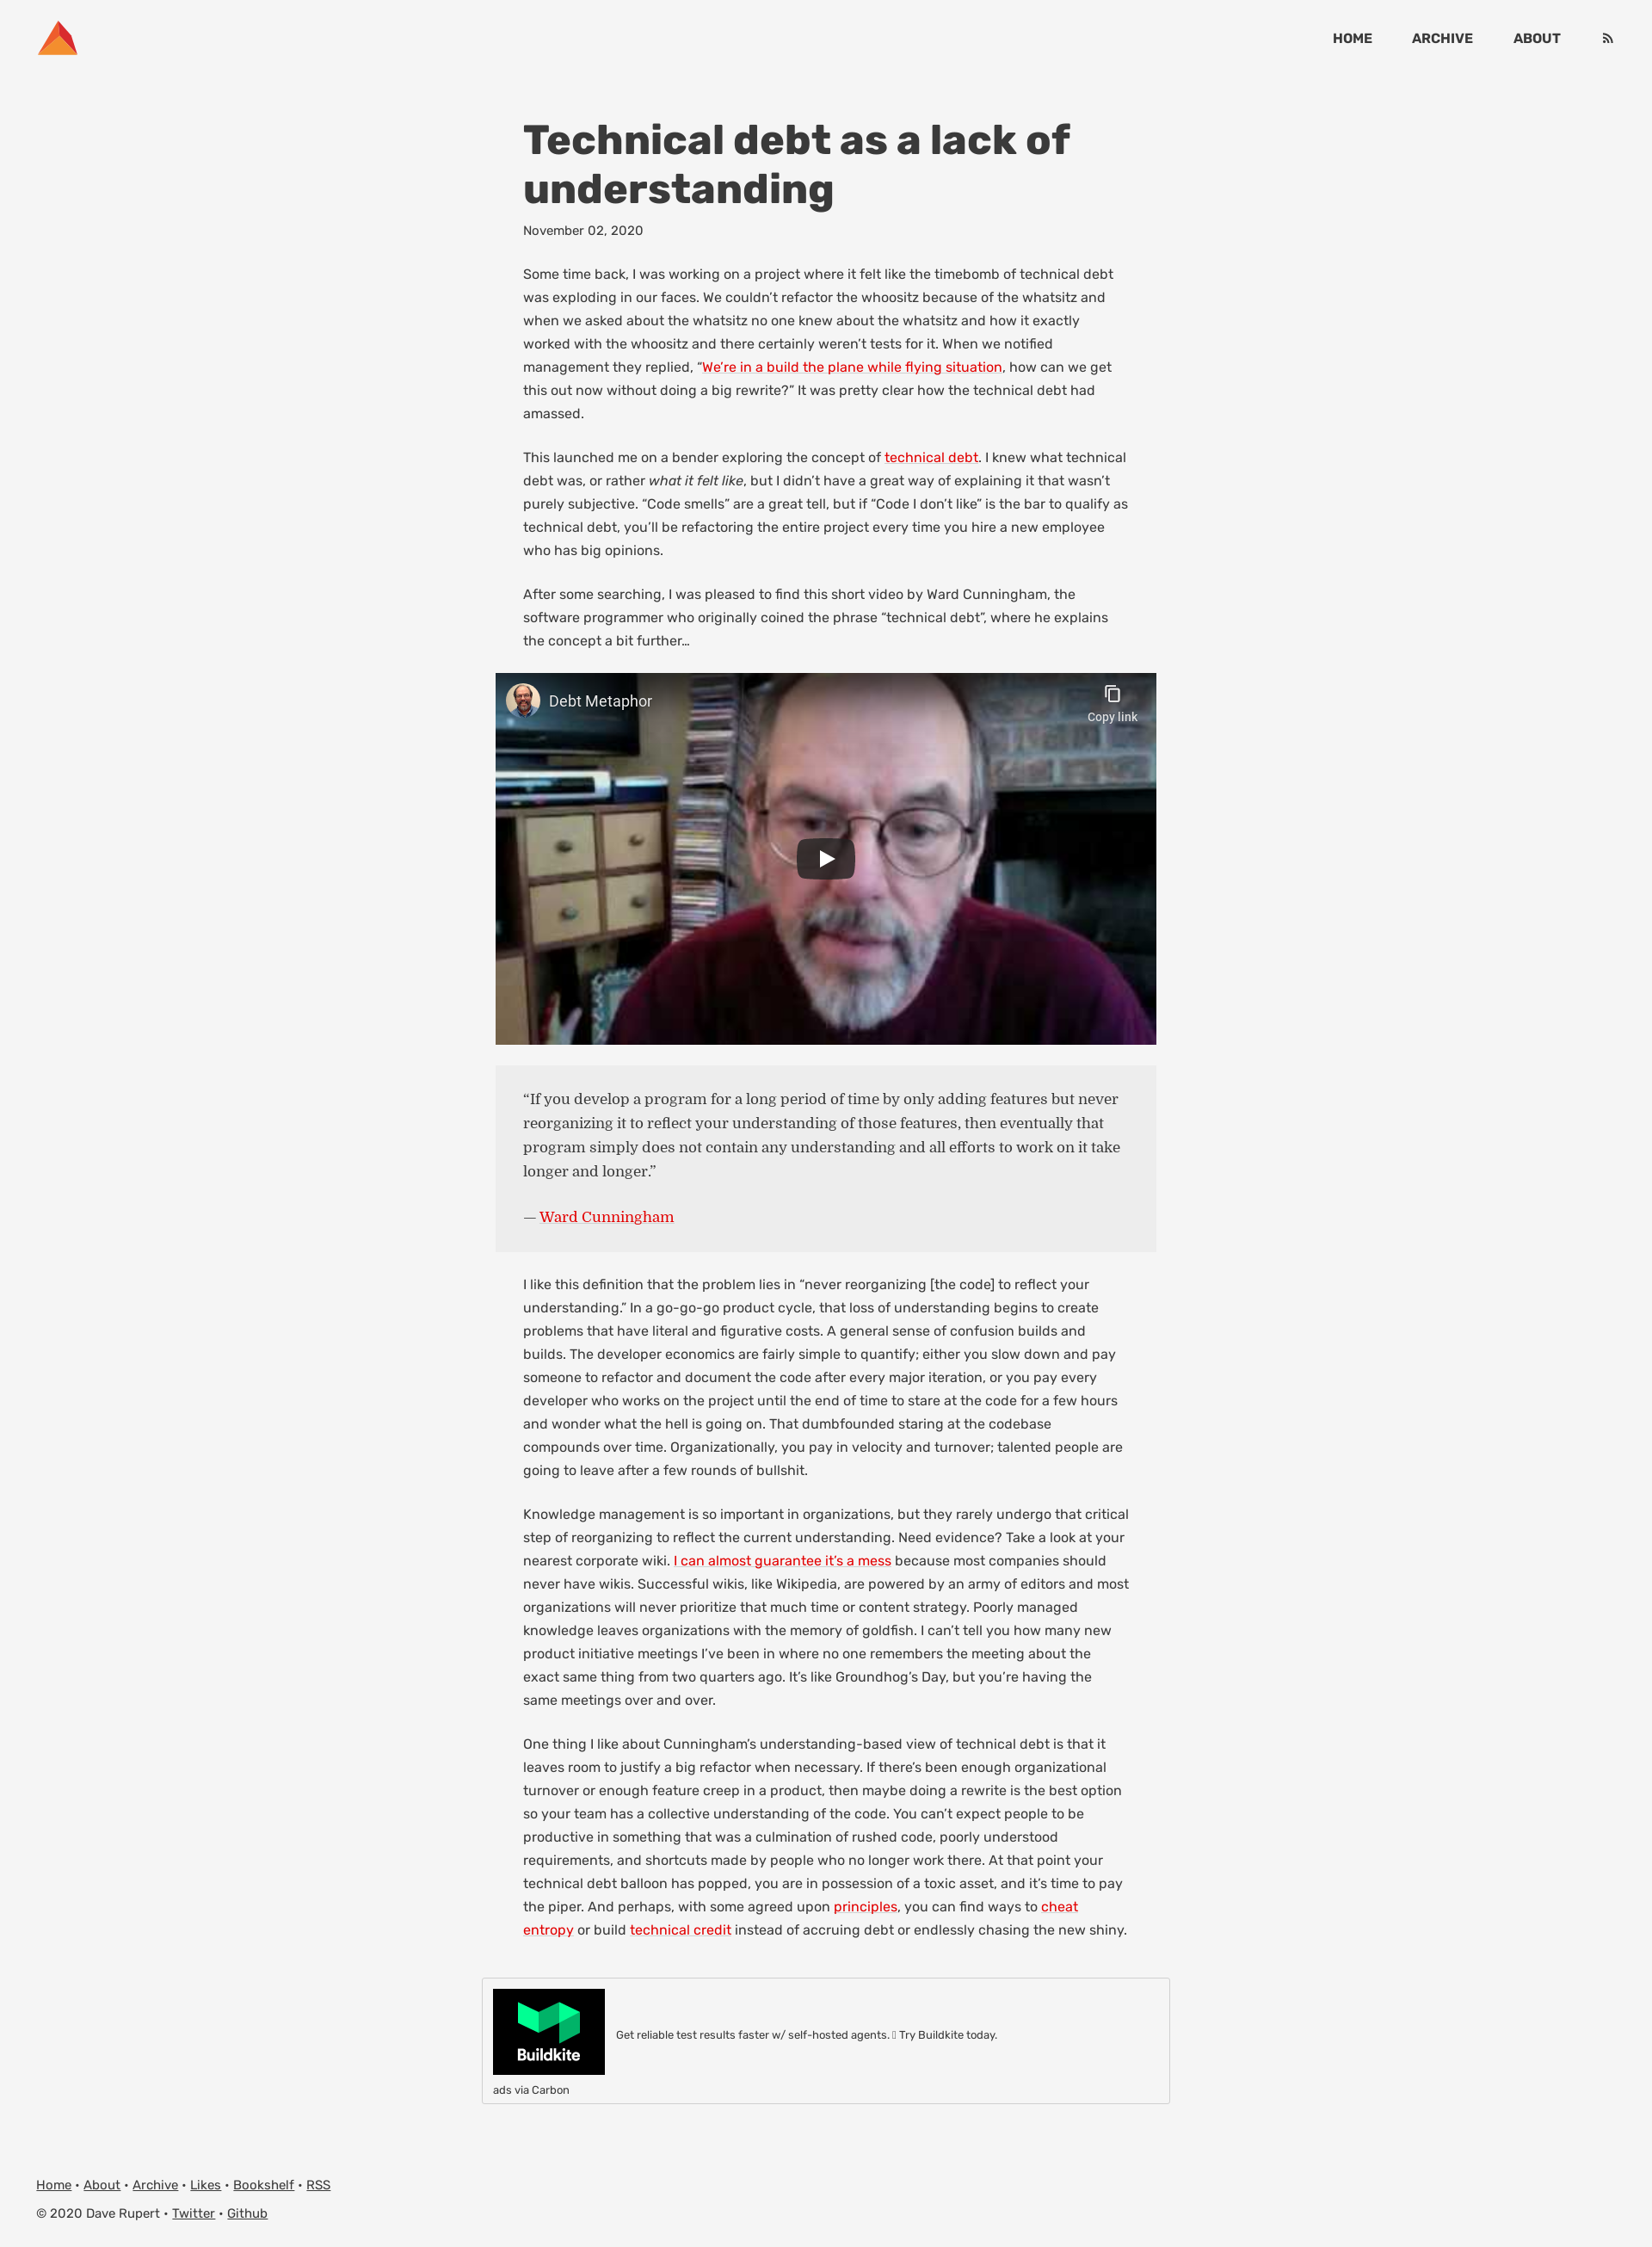 HOME ARCHIVE ABOUT
Technical debt as a lack of
understanding
November 02, 2020
Some time back, I was working on a project where it felt like the timebomb of technical debt
was exploding in our faces. We couldn’t refactor the whoositz because of the whatsitz and
when we asked about the whatsitz no one knew about the whatsitz and how it exactly
worked with the whoositz and there certainly weren’t tests for it. When we notified
management they replied, “We’re in a build the plane while flying situation, how can we get
this out now without doing a big rewrite?” It was pretty clear how the technical debt had
amassed.
This launched me on a bender exploring the concept of technical debt. I knew what technical
debt was, or rather what it felt like, but I didn’t have a great way of explaining it that wasn’t
purely subjective. “Code smells” are a great tell, but if “Code I don’t like” is the bar to qualify as
technical debt, you’ll be refactoring the entire project every time you hire a new employee
who has big opinions.
After some searching, I was pleased to find this short video by Ward Cunningham, the
software programmer who originally coined the phrase “technical debt”, where he explains
the concept a bit further…
Debt Metaphor
Copy link
“If you develop a program for a long period of time by only adding features but never
reorganizing it to reflect your understanding of those features, then eventually that
program simply does not contain any understanding and all efforts to work on it take
longer and longer.”
— Ward Cunningham
I like this definition that the problem lies in “never reorganizing [the code] to reflect your
understanding.” In a go-go-go product cycle, that loss of understanding begins to create
problems that have literal and figurative costs. A general sense of confusion builds and
builds. The developer economics are fairly simple to quantify; either you slow down and pay
someone to refactor and document the code after every major iteration, or you pay every
developer who works on the project until the end of time to stare at the code for a few hours
and wonder what the hell is going on. That dumbfounded staring at the codebase
compounds over time. Organizationally, you pay in velocity and turnover; talented people are
going to leave after a few rounds of bullshit.
Knowledge management is so important in organizations, but they rarely undergo that critical
step of reorganizing to reflect the current understanding. Need evidence? Take a look at your
nearest corporate wiki. I can almost guarantee it’s a mess because most companies should
never have wikis. Successful wikis, like Wikipedia, are powered by an army of editors and most
organizations will never prioritize that much time or content strategy. Poorly managed
knowledge leaves organizations with the memory of goldfish. I can’t tell you how many new
product initiative meetings I’ve been in where no one remembers the meeting about the
exact same thing from two quarters ago. It’s like Groundhog’s Day, but you’re having the
same meetings over and over.
One thing I like about Cunningham’s understanding-based view of technical debt is that it
leaves room to justify a big refactor when necessary. If there’s been enough organizational
turnover or enough feature creep in a product, then maybe doing a rewrite is the best option
so your team has a collective understanding of the code. You can’t expect people to be
productive in something that was a culmination of rushed code, poorly understood
requirements, and shortcuts made by people who no longer work there. At that point your
technical debt balloon has popped, you are in possession of a toxic asset, and it’s time to pay
the piper. And perhaps, with some agreed upon principles, you can find ways to cheat
entropy or build technical credit instead of accruing debt or endlessly chasing the new shiny.
Buildkite
Get reliable test results faster w/ self-hosted agents. Try Buildkite today.
ads via Carbon
Home • About • Archive • Likes • Bookshelf • RSS
© 2020 Dave Rupert • Twitter • Github